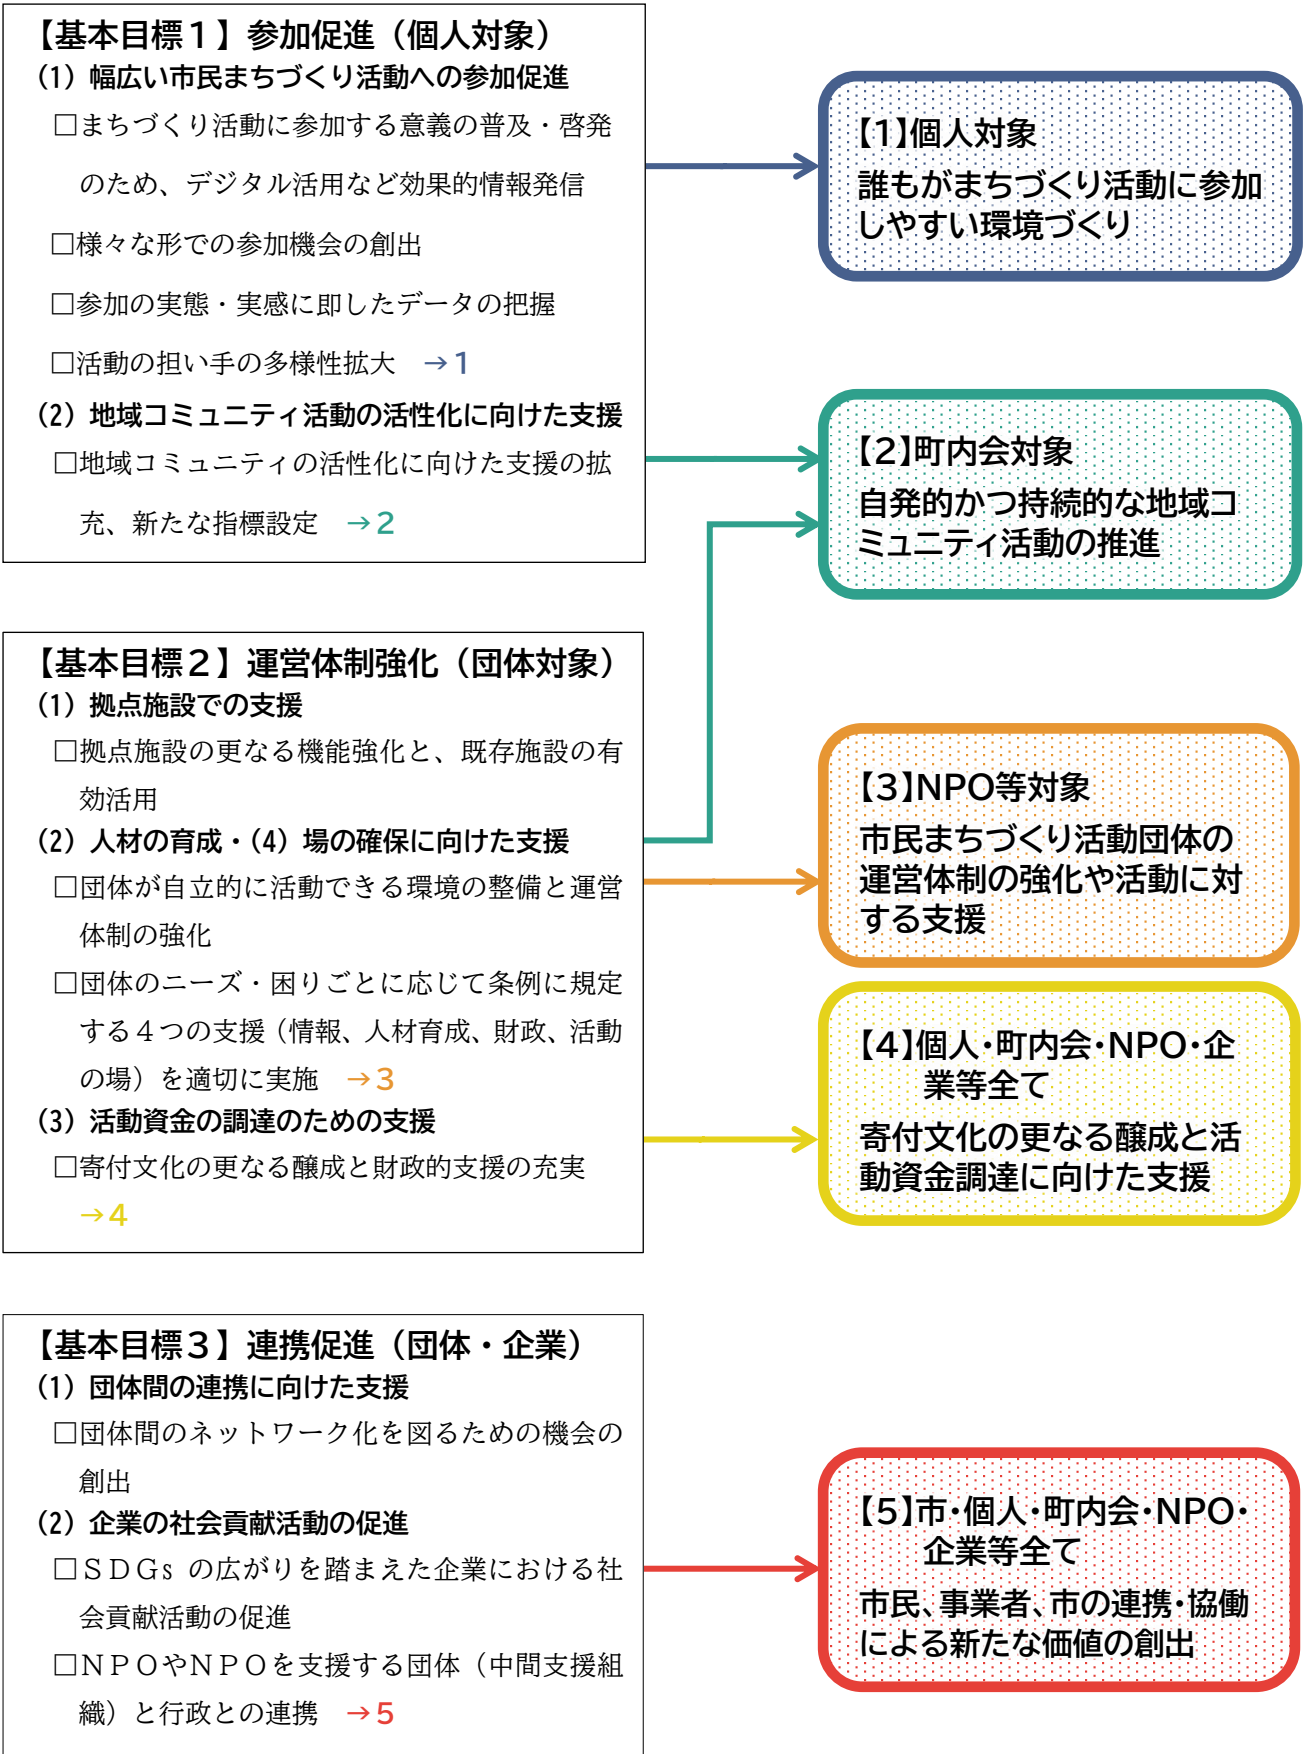 【基本目標１】参加促進（個人対象）
(1) 幅広い市民まちづくり活動への参加促進
□まちづくり活動に参加する意義の普及・啓発
のため、デジタル活用など効果的情報発信
□様々な形での参加機会の創出
□参加の実態・実感に即したデータの把握
□活動の担い手の多様性拡大　→1
(2) 地域コミュニティ活動の活性化に向けた支援
□地域コミュニティの活性化に向けた支援の拡
充、新たな指標設定　→2
【1】個人対象
誰もがまちづくり活動に参加
しやすい環境づくり
【2】町内会対象
自発的かつ持続的な地域コ
ミュニティ活動の推進
【基本目標２】運営体制強化（団体対象）
(1) 拠点施設での支援
□拠点施設の更なる機能強化と、既存施設の有
効活用
(2) 人材の育成・(4) 場の確保に向けた支援
□団体が自立的に活動できる環境の整備と運営
体制の強化
□団体のニーズ・困りごとに応じて条例に規定
する４つの支援（情報、人材育成、財政、活動
の場）を適切に実施　→3
(3) 活動資金の調達のための支援
□寄付文化の更なる醸成と財政的支援の充実
→4
【3】NPO等対象
市民まちづくり活動団体の
運営体制の強化や活動に対
する支援
【4】個人・町内会・NPO・企
業等全て
寄付文化の更なる醸成と活
動資金調達に向けた支援
【基本目標３】連携促進（団体・企業）
(1) 団体間の連携に向けた支援
□団体間のネットワーク化を図るための機会の
創出
(2) 企業の社会貢献活動の促進
□ＳＤＧs の広がりを踏まえた企業における社
会貢献活動の促進
□ＮＰＯやＮＰＯを支援する団体（中間支援組
織）と行政との連携　→5
【5】市・個人・町内会・NPO・
企業等全て
市民、事業者、市の連携・協働
による新たな価値の創出